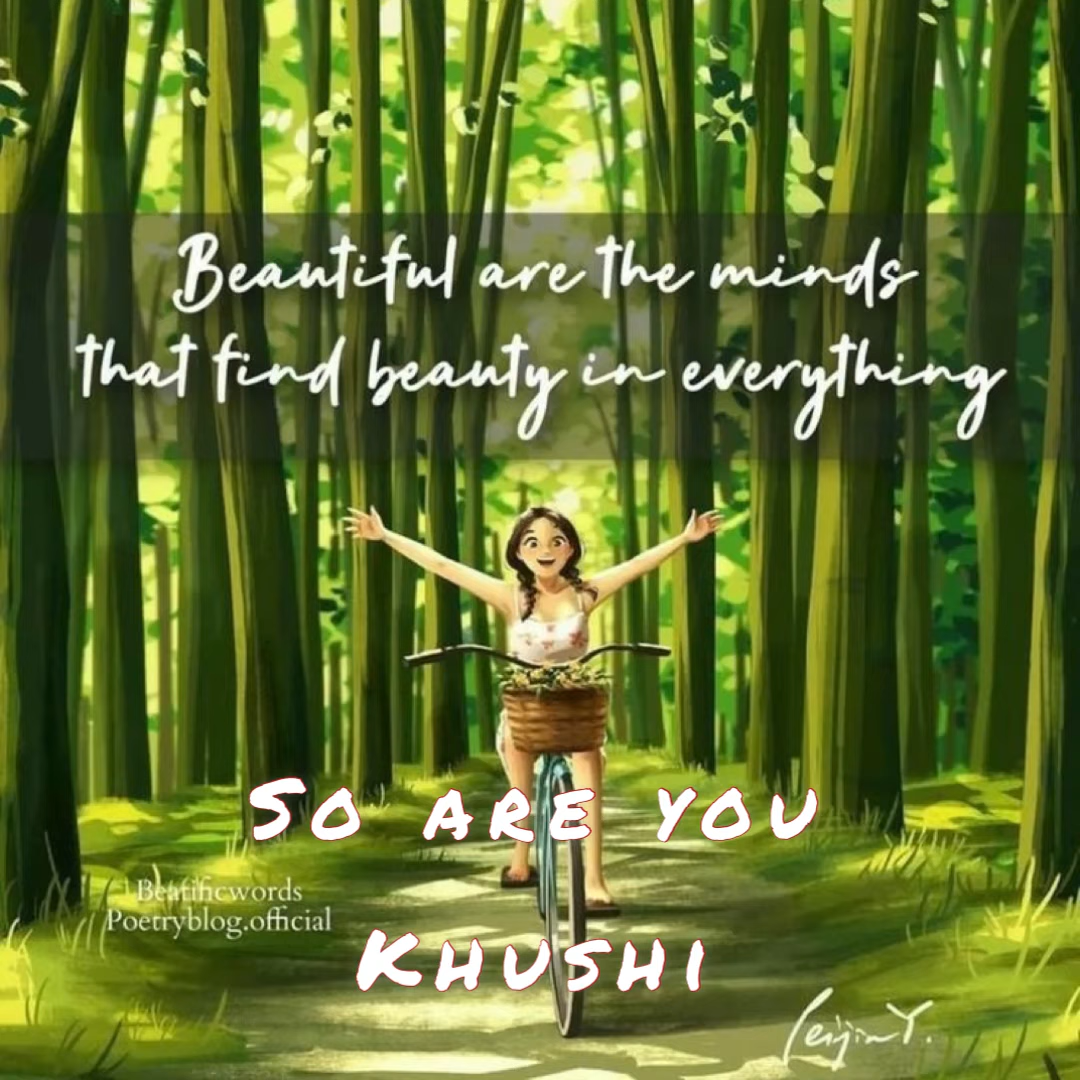 Beautiful are the minds
that find beauty in everything
So are you
Beatificwords
Poetryblog.official
Khushi